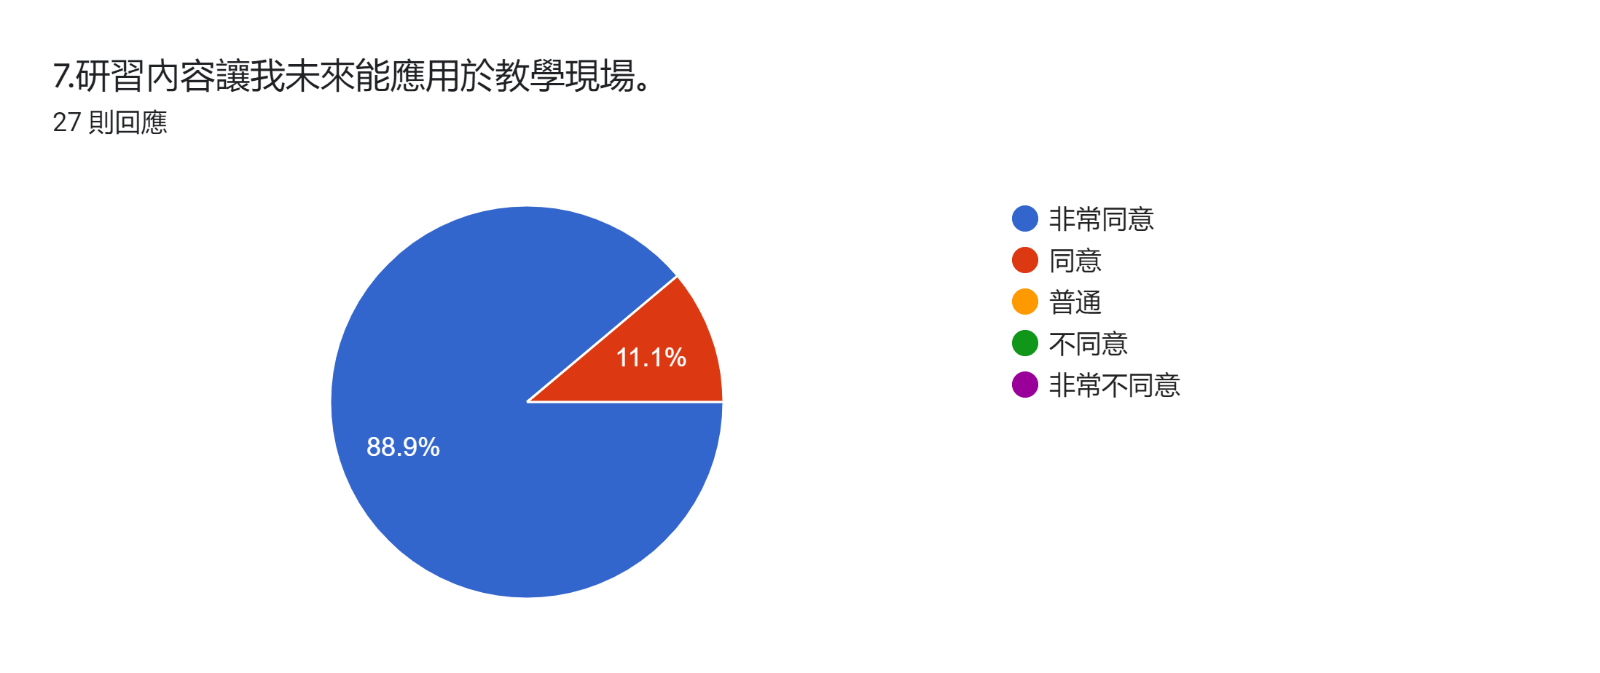 7.研習內容讓我未來能應用於教學現場。
27 則回應
非常同意
同意
普通
不同意
非常不同意
11.1%
88.9%